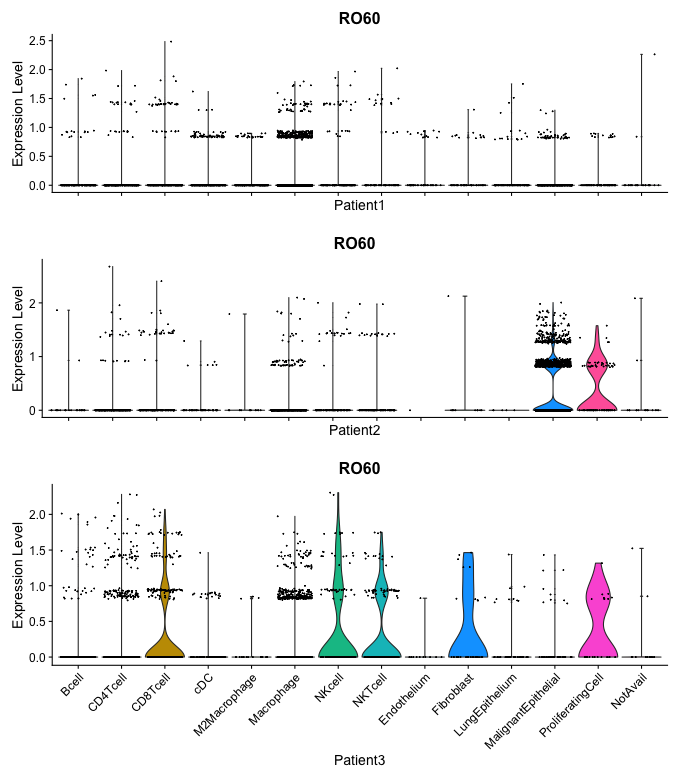 RO60
Expression Level
2.5
2.0
1.5
1.0
0.5
0.0
Patient1
RO60
Expression Level
2
1
0
Patient2
RO60
Expression Level
2.0
1.5
1.0
0.5
0.0
Bcell
CD4Tcell
CD8Tcell
cDC
M2Macrophage
Macrophage
NKcell
NKTcell
Endothelium
Fibroblast
LungEpithelium
MalignantEpithelial
ProliferatingCell
NotAvail
Patient3